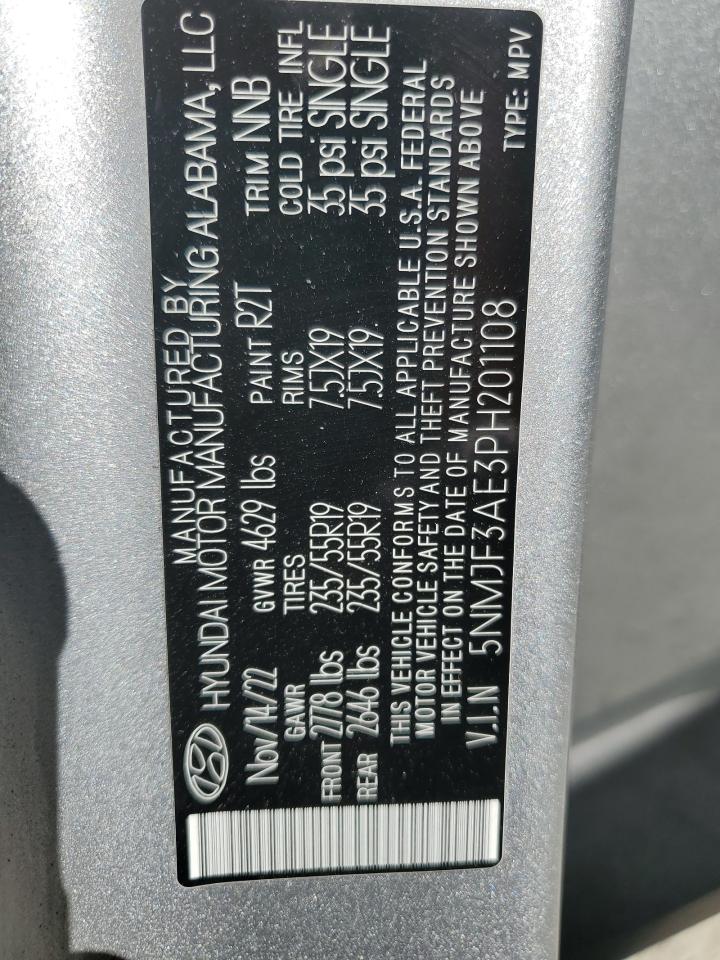 MANUFACTURED BY
HYUNDAI MOTOR MANUFACTURING ALABAMA, LLC
Nov/14/22 GVWR 4629 lbs PAINT R2T TRIM NNB
GAWR TIRES RIMS COLD TRE INFL
FRONT 2778 lbs 235/55R19 7.5JX19 35 psi SINGLE
REAR 2646 lbs 235/55R19 7.5JX19 35 psi SINGLE
THIS VEHICLE CONFORMS TO ALL APPLICABLE U.S.A. FEDERAL
MOTOR VEHICLE SAFETY AND THEFT PREVENTION STANDARDS
IN EFFECT ON THE DATE OF MANUFACTURE SHOWN ABOVE
V.I.N 5NMJF3AE3PH201108 TYPE: MPV